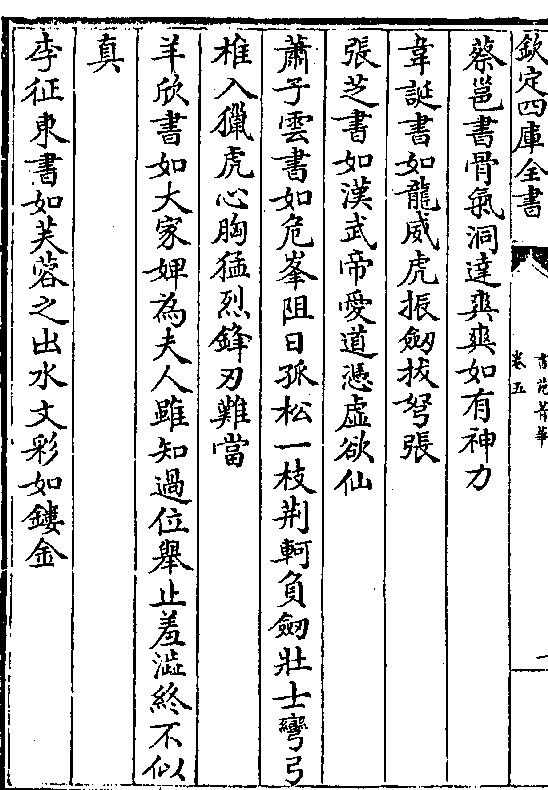 欽定四庫全書
書苑菁華
卷五
一
蔡邕書骨氣洞達爽爽如有神力
韋誕書如龍威虎振劒拔弩張
張芝書如漢武帝愛道憑虛欲仙
蕭子雲書如危峯阻日孤松一枝荆軻負劒壯士彎弓
椎入獵虎心胸猛烈鋒刃難當
羊欣書如大家婢為夫人雖知過位舉止羞澁終不似
真
李征東書如芙蓉之出水文彩如鏤金